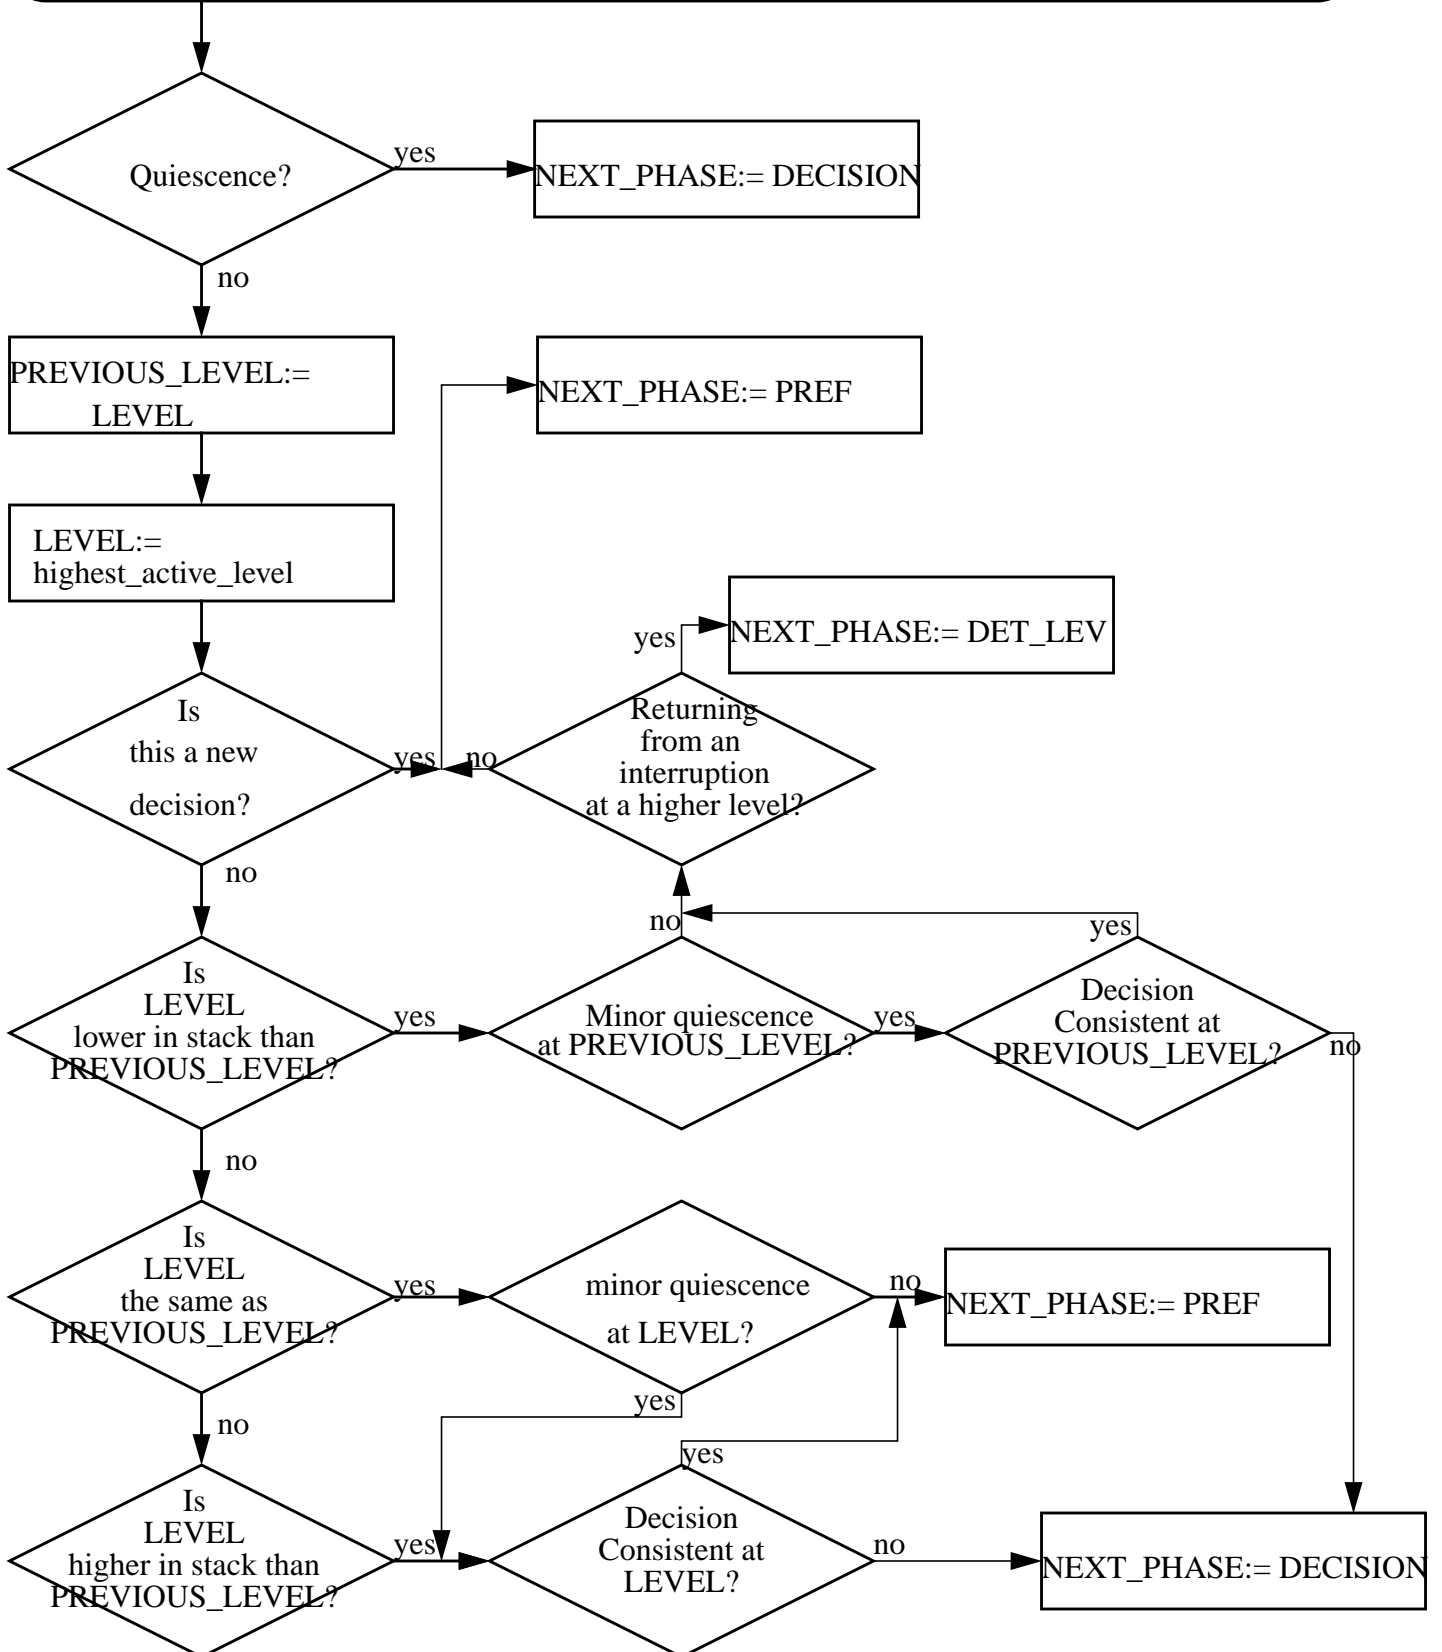 Quiescence?
yes
NEXT_PHASE:= DECISION
no
PREVIOUS_LEVEL:=
LEVEL
NEXT_PHASE:= PREF
LEVEL:=
highest_active_level
yes
NEXT_PHASE:= DET_LEV
Is
this a new
decision?
yes
no
Returning
from an
interruption
at a higher level?
no
no
yes
Is
LEVEL
lower in stack than
PREVIOUS_LEVEL?
yes
Minor quiescence
at PREVIOUS_LEVEL?
yes
Decision
Consistent at
PREVIOUS_LEVEL?
no
no
Is
LEVEL
the same as
PREVIOUS_LEVEL?
yes
minor quiescence
at LEVEL?
no
NEXT_PHASE:= PREF
yes
no
yes
Is
LEVEL
higher in stack than
PREVIOUS_LEVEL?
yes
Decision
Consistent at
LEVEL?
no
NEXT_PHASE:= DECISION